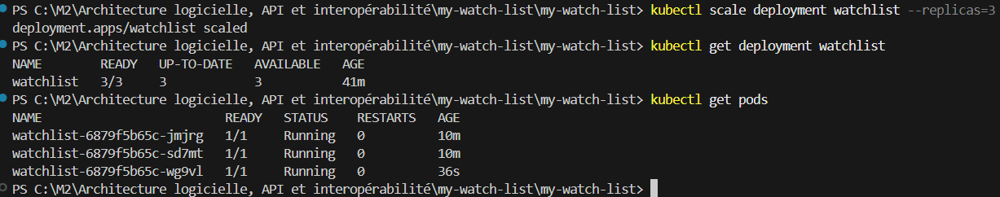 PS C:\M2\Architecture logicielle, API et interopérabilité\my-watch-list\my-watch-list> kubectl scale deployment watchlist --replicas=3
deployment.apps/watchlist scaled
PS C:\M2\Architecture logicielle, API et interopérabilité\my-watch-list\my-watch-list> kubectl get deployment watchlist
NAME        READY   UP-TO-DATE   AVAILABLE   AGE
watchlist   3/3     3            3           41m
PS C:\M2\Architecture logicielle, API et interopérabilité\my-watch-list\my-watch-list> kubectl get pods
NAME                         READY   STATUS    RESTARTS   AGE
watchlist-6879f5b65c-jmjrg   1/1     Running   0          10m
watchlist-6879f5b65c-sd7mt   1/1     Running   0          10m
watchlist-6879f5b65c-wg9vl   1/1     Running   0          36s
PS C:\M2\Architecture logicielle, API et interopérabilité\my-watch-list\my-watch-list>